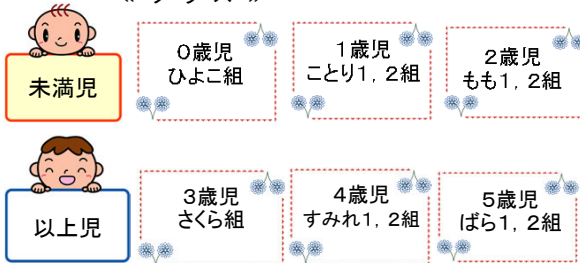 未満児
0歳児
ひよこ組
1歳児
ことり1，2組
2歳児
もも1，2組
以上児
3歳児
さくら組
4歳児
すみれ1，2組
5歳児
ばら1，2組